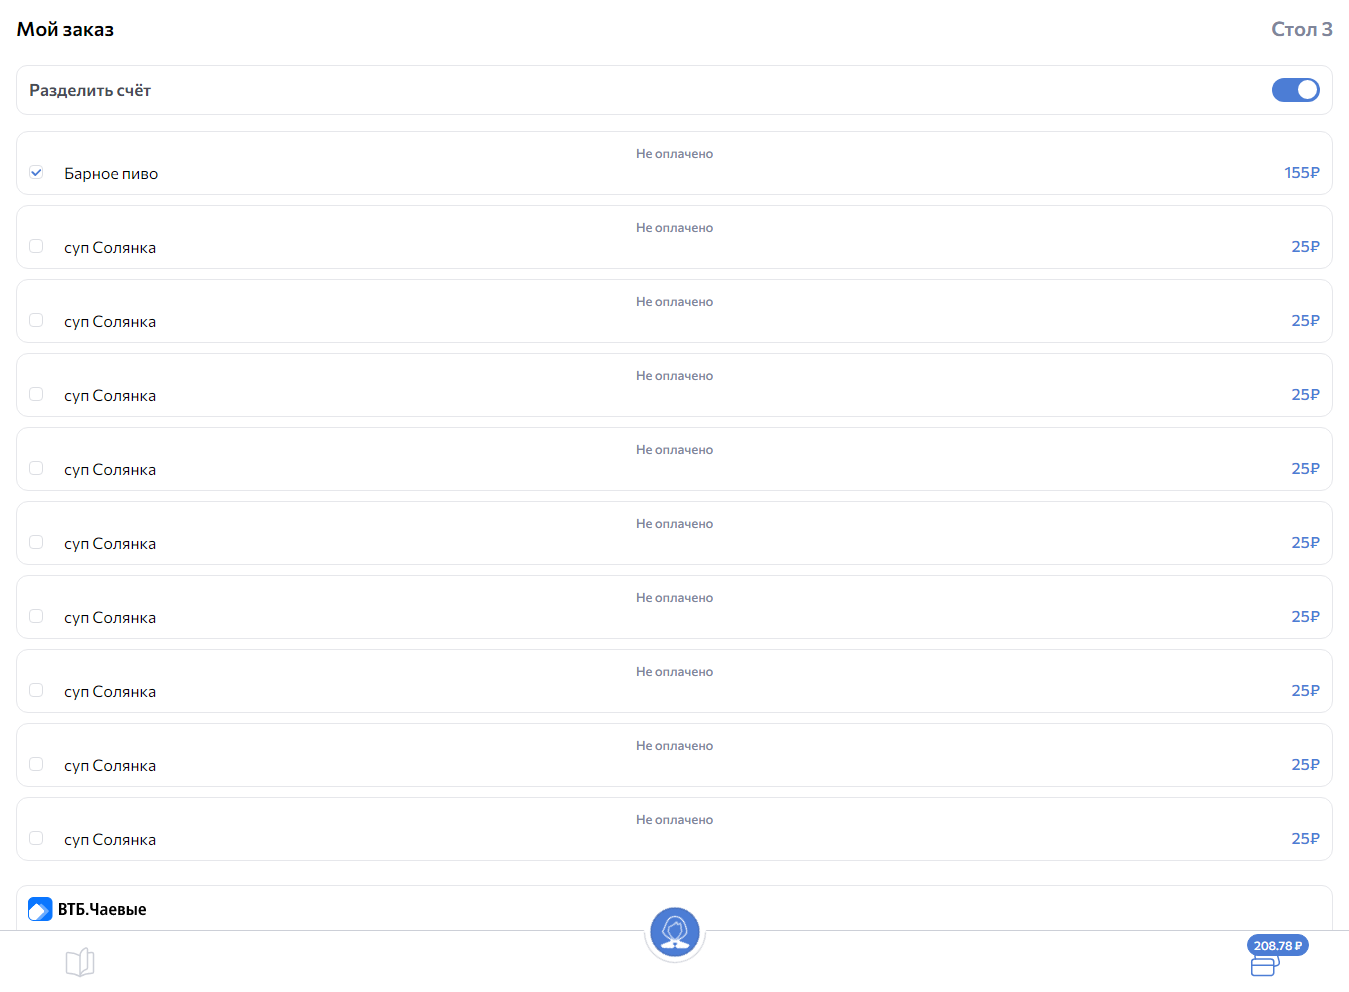 Мой заказ
Стол 3
Разделить счёт
Не оплачено
Барное пиво
155₽
Не оплачено
суп Солянка
25₽
Не оплачено
суп Солянка
25₽
Не оплачено
суп Солянка
25₽
Не оплачено
суп Солянка
25₽
Не оплачено
суп Солянка
25₽
Не оплачено
суп Солянка
25₽
Не оплачено
суп Солянка
25₽
Не оплачено
суп Солянка
25₽
Не оплачено
суп Солянка
25₽
ВТБ.Чаевые
208.78 ₽